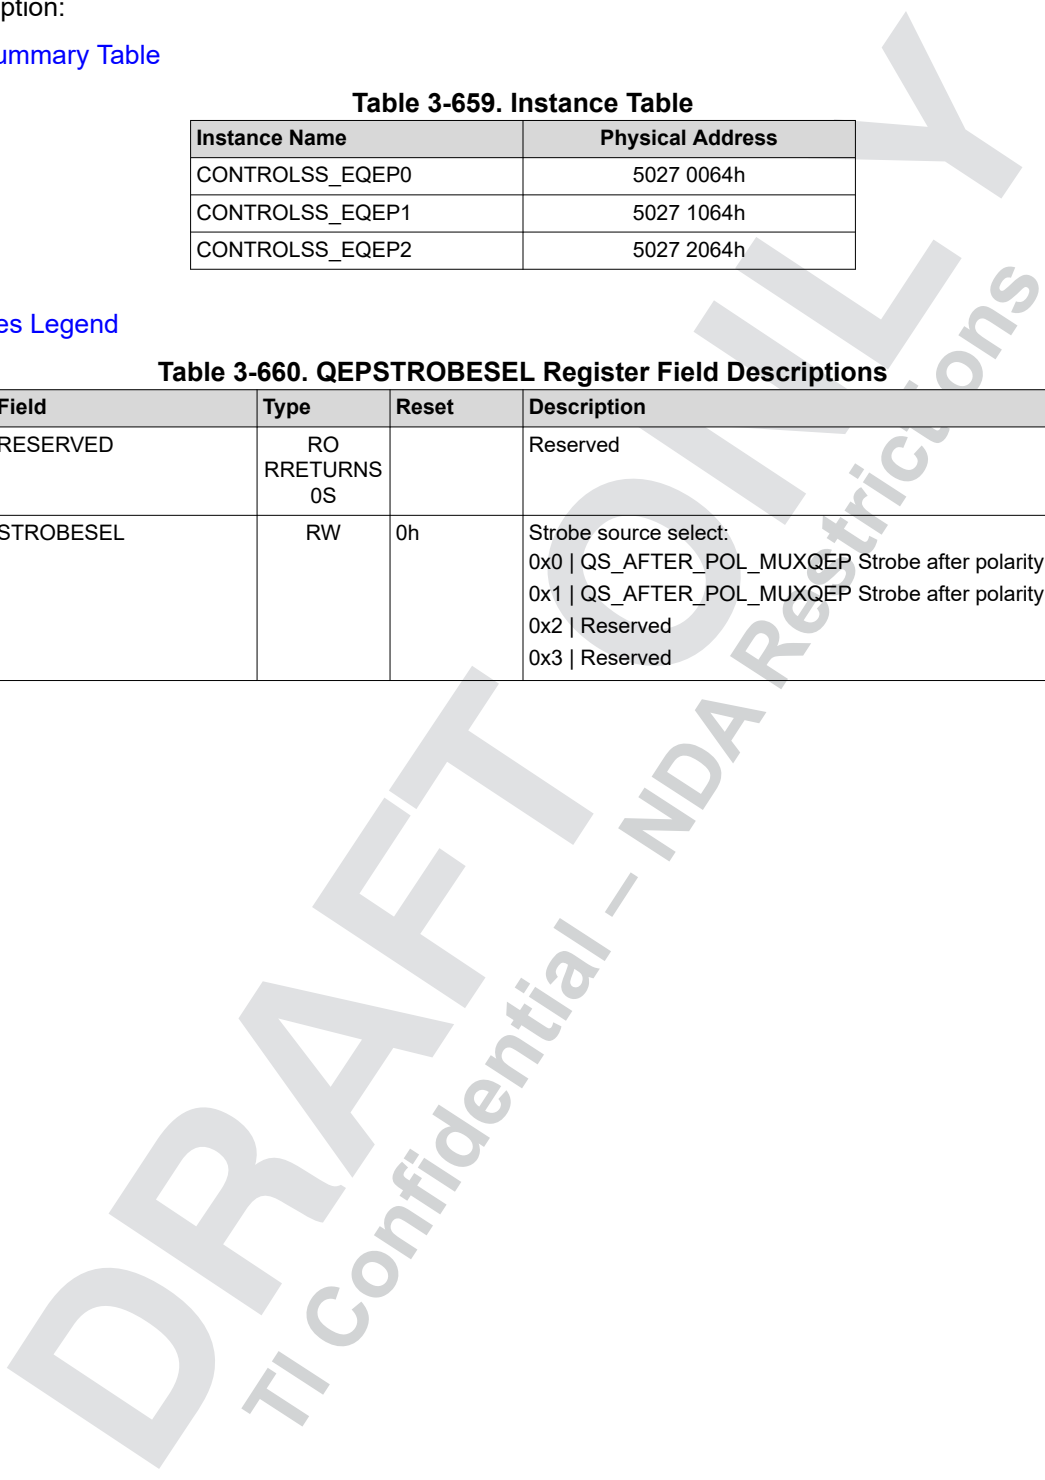 ption:
ummary Table
Table 3-659. Instance Table
Instance Name Physical Address
CONTROLSS_EQEP0 5027 0064h
CONTROLSS_EQEP1 5027 1064h
CONTROLSS_EQEP2 5027 2064h
es Legend
Table 3-660. QEPSTROBESEL Register Field Descriptions
Field Type Reset Description
RESERVED RO Reserved
RRETURNS
0S
STROBESEL RW 0h Strobe source select:
0x0 | QS_AFTER_POL_MUXQEP Strobe after polarity
0x1 | QS_AFTER_POL_MUXQEP Strobe after polarity
0x2 | Reserved
0x3 | Reserved
DRAFT ONLY
TI Confidential – NDA Restrictions